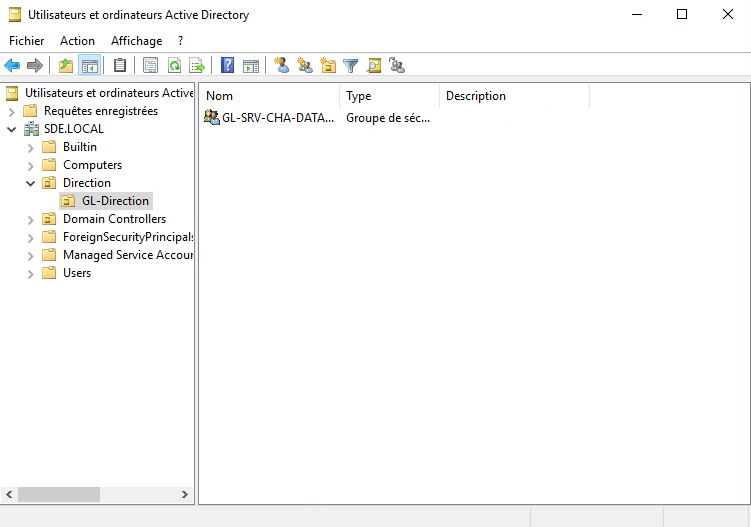 Utilisateurs et ordinateurs Active Directory
Fichier Action Affichage ?
Utilisateurs et ordinateurs Active
Requêtes enregistrées
SDE.LOCAL
Builtin
Computers
Direction
GL-Direction
Domain Controllers
ForeignSecurityPrincipals
Managed Service Accour
Users
Nom Type Description
GL-SRV-CHA-DATA... Groupe de séc...